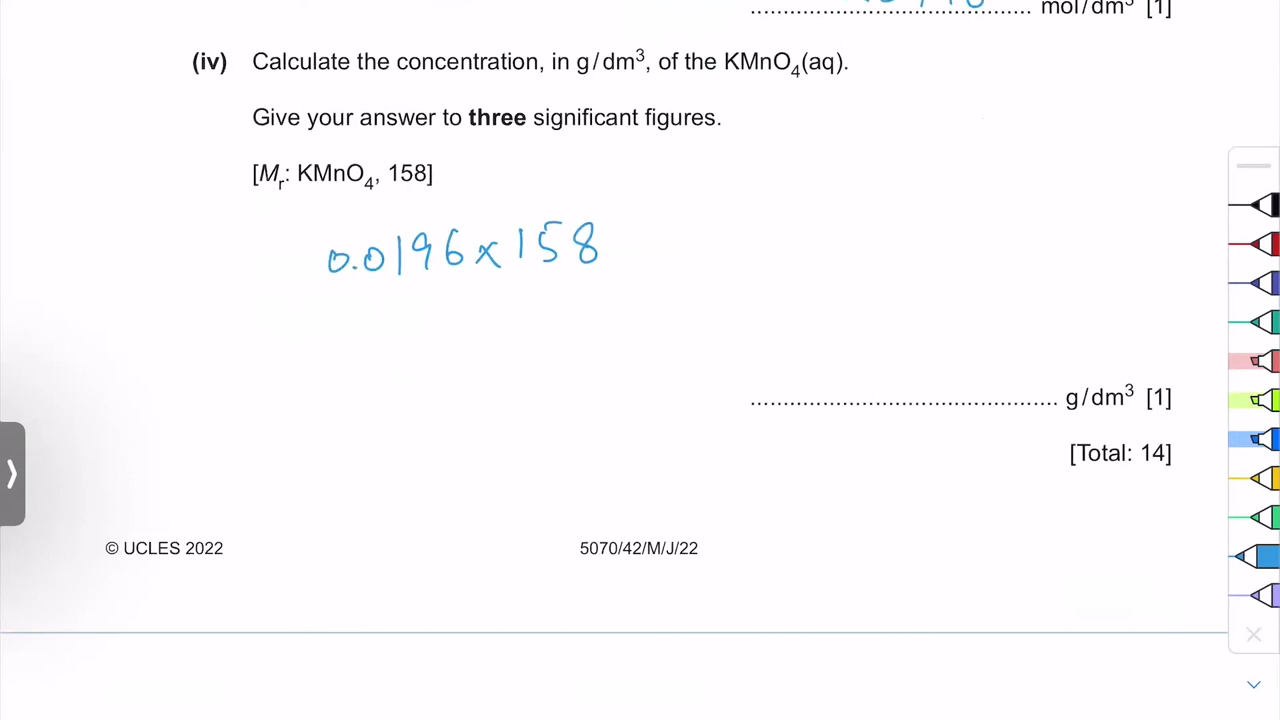 mol/dm³ [1]
(iv) Calculate the concentration, in g/dm³, of the KMnO₄(aq).
Give your answer to three significant figures.
[Mᵣ: KMnO₄, 158]
0.0196×158
.............................................. g/dm³ [1]
[Total: 14]
© UCLES 2022 5070/42/M/J/22